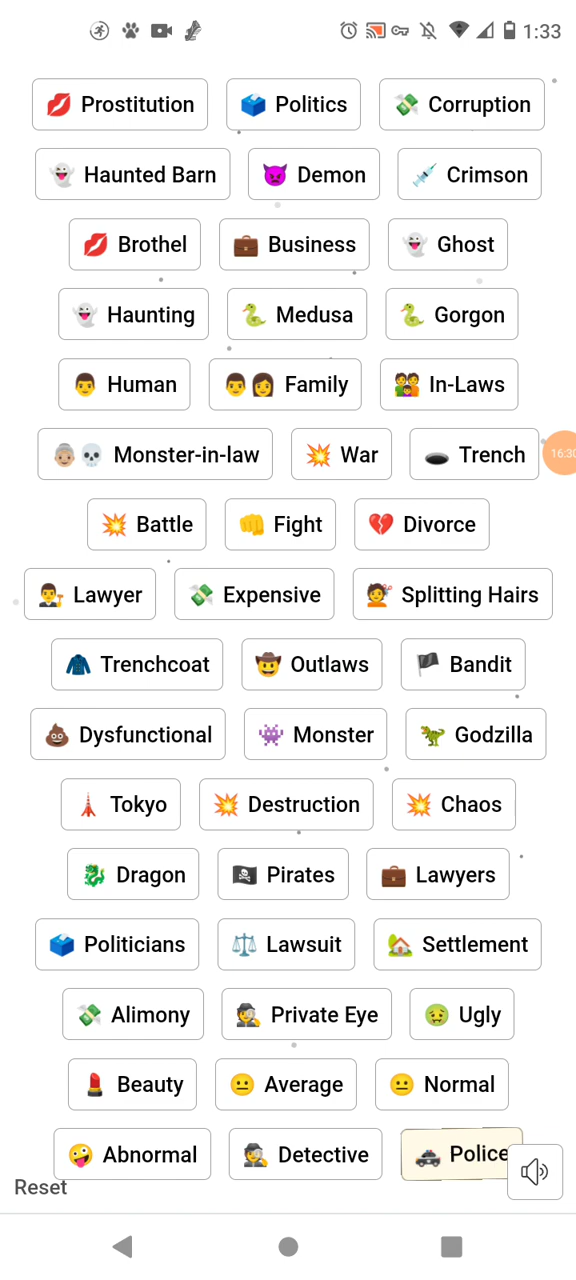 1:33
💋 Prostitution 🗳️ Politics 💸 Corruption
👻 Haunted Barn 👿 Demon 💉 Crimson
💋 Brothel 💼 Business 👻 Ghost
👻 Haunting 🐍 Medusa 🐍 Gorgon
👨 Human 👨👩 Family 👨‍👩‍👦 In-Laws
👵🏼💀 Monster-in-law 💥 War 🕳️ Trench
16:30
💥 Battle 👊 Fight 💔 Divorce
👨‍⚖️ Lawyer 💸 Expensive 💇 Splitting Hairs
🧥 Trenchcoat 🤠 Outlaws 🏴 Bandit
💩 Dysfunctional 👾 Monster 🦖 Godzilla
🗼 Tokyo 💥 Destruction 💥 Chaos
🐉 Dragon 🏴‍☠️ Pirates 💼 Lawyers
🗳️ Politicians ⚖️ Lawsuit 🏡 Settlement
💸 Alimony 🕵️ Private Eye 🤢 Ugly
💄 Beauty 😐 Average 😐 Normal
🤪 Abnormal 🕵️ Detective 🚓 Police
Reset